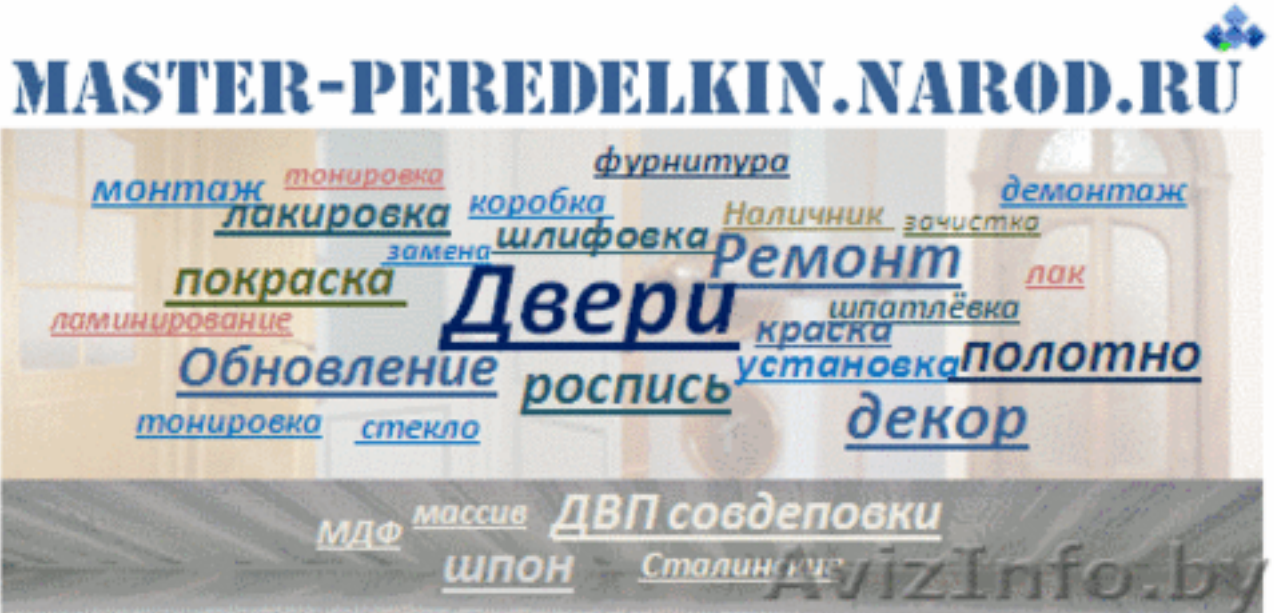 MASTER-PEREDELKIN.NAROD.RU
фурнитура
монтаж тонировка демонтаж
лакировка коробка Наличник зачистка
замена шлифовка Ремонт
покраска Двери лак
ламинирование шпатлёвка
краска
Обновление установка полотно
роспись декор
тонировка стекло
МДФ массив ДВП совдеповки
шпон Сталинские
AvizInfo.by